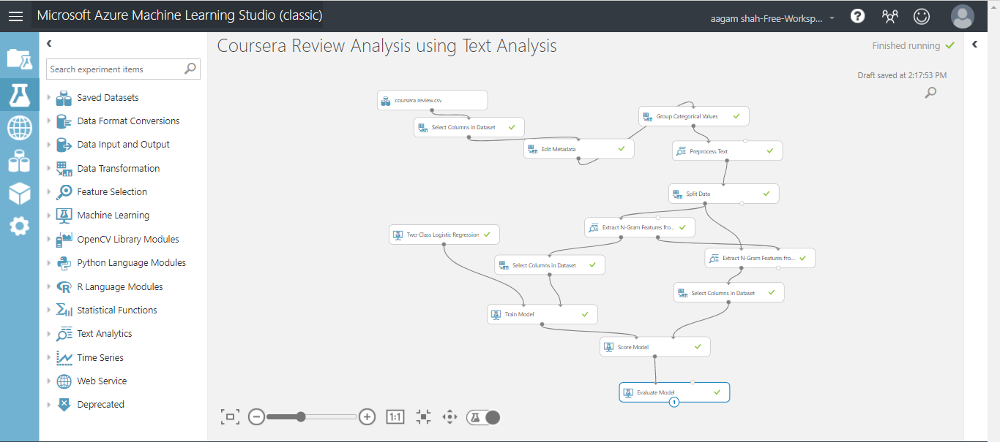 Microsoft Azure Machine Learning Studio (classic)
aagam shah-Free-Worksp...
Search experiment items
Saved Datasets
Data Format Conversions
Data Input and Output
Data Transformation
Feature Selection
Machine Learning
OpenCV Library Modules
Python Language Modules
R Language Modules
Statistical Functions
Text Analytics
Time Series
Web Service
Deprecated
Coursera Review Analysis using Text Analysis
Finished running
Draft saved at 2:17:53 PM
coursera review.csv
Select Columns in Dataset
Edit Metadata
Group Categorical Values
Preprocess Text
Split Data
Extract N-Gram Features fro...
Two-Class Logistic Regression
Extract N-Gram Features fro...
Select Columns in Dataset
Select Columns in Dataset
Train Model
Score Model
Evaluate Model
1
1:1